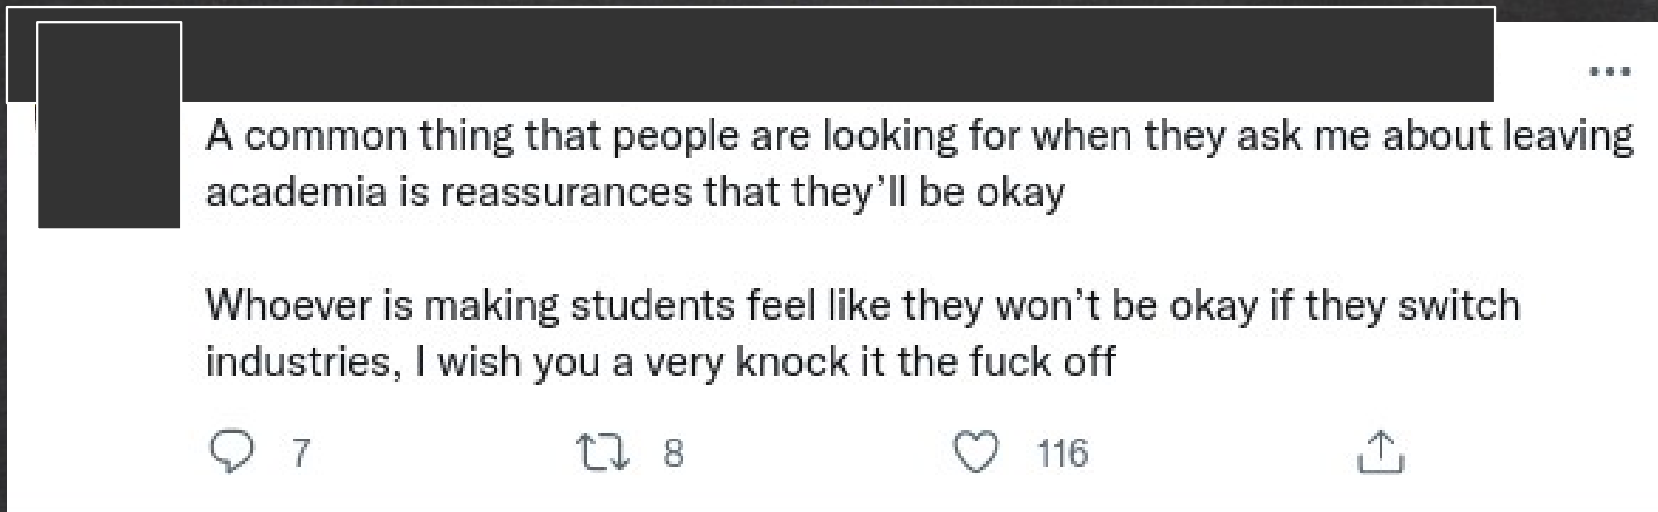 A common thing that people are looking for when they ask me about leaving
academia is reassurances that they’ll be okay
Whoever is making students feel like they won’t be okay if they switch
industries, I wish you a very knock it the fuck off
7 8 116